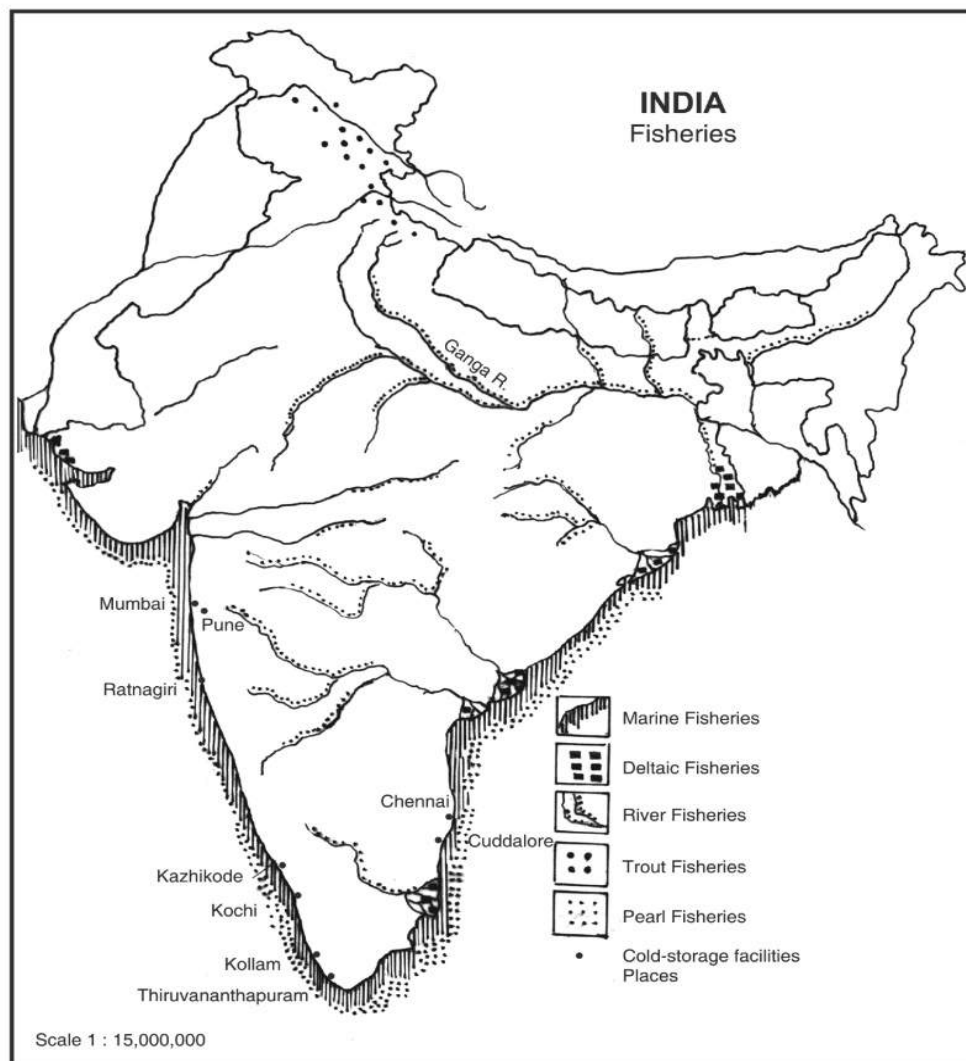 INDIA
Fisheries
Ganga R.
Mumbai
Pune
Ratnagiri
Marine Fisheries
Deltaic Fisheries
Chennai
River Fisheries
Cuddalore
Trout Fisheries
Kazhikode
Kochi
Pearl Fisheries
Kollam
Cold-storage facilities
Places
Thiruvananthapuram
Scale 1 : 15,000,000